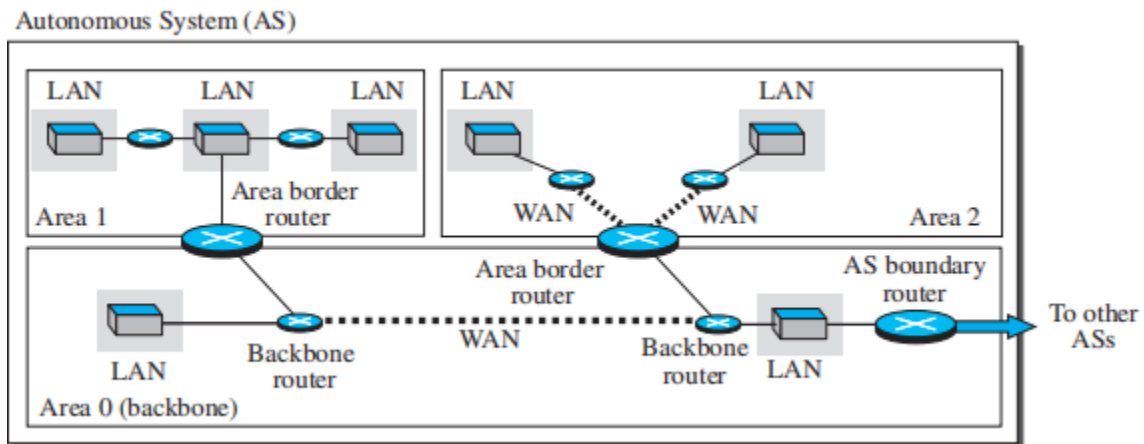 Autonomous System (AS)
LAN
LAN
LAN
Area border
router
Area 1
LAN
LAN
WAN
WAN
Area 2
Area border
router
AS boundary
router
To other
ASs
LAN
Backbone
router
WAN
Backbone
router
LAN
Area 0 (backbone)